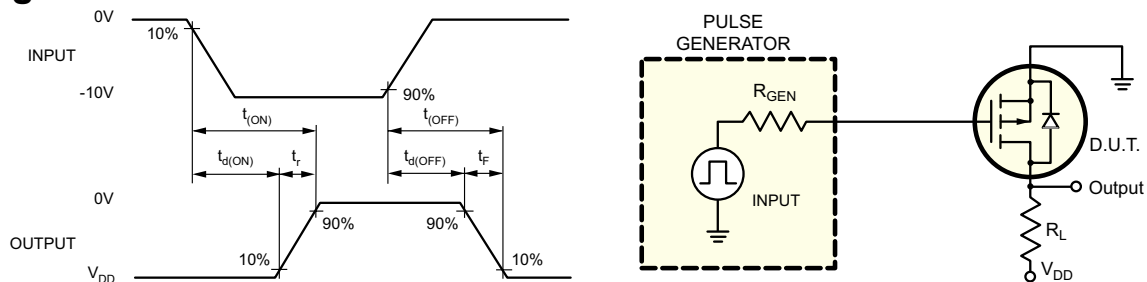 0V
10%
INPUT
-10V
90%
t(ON)
t(OFF)
td(ON)
tr
td(OFF)
tF
0V
90%
90%
OUTPUT
10%
10%
VDD
PULSE
GENERATOR
RGEN
INPUT
D.U.T.
Output
RL
VDD